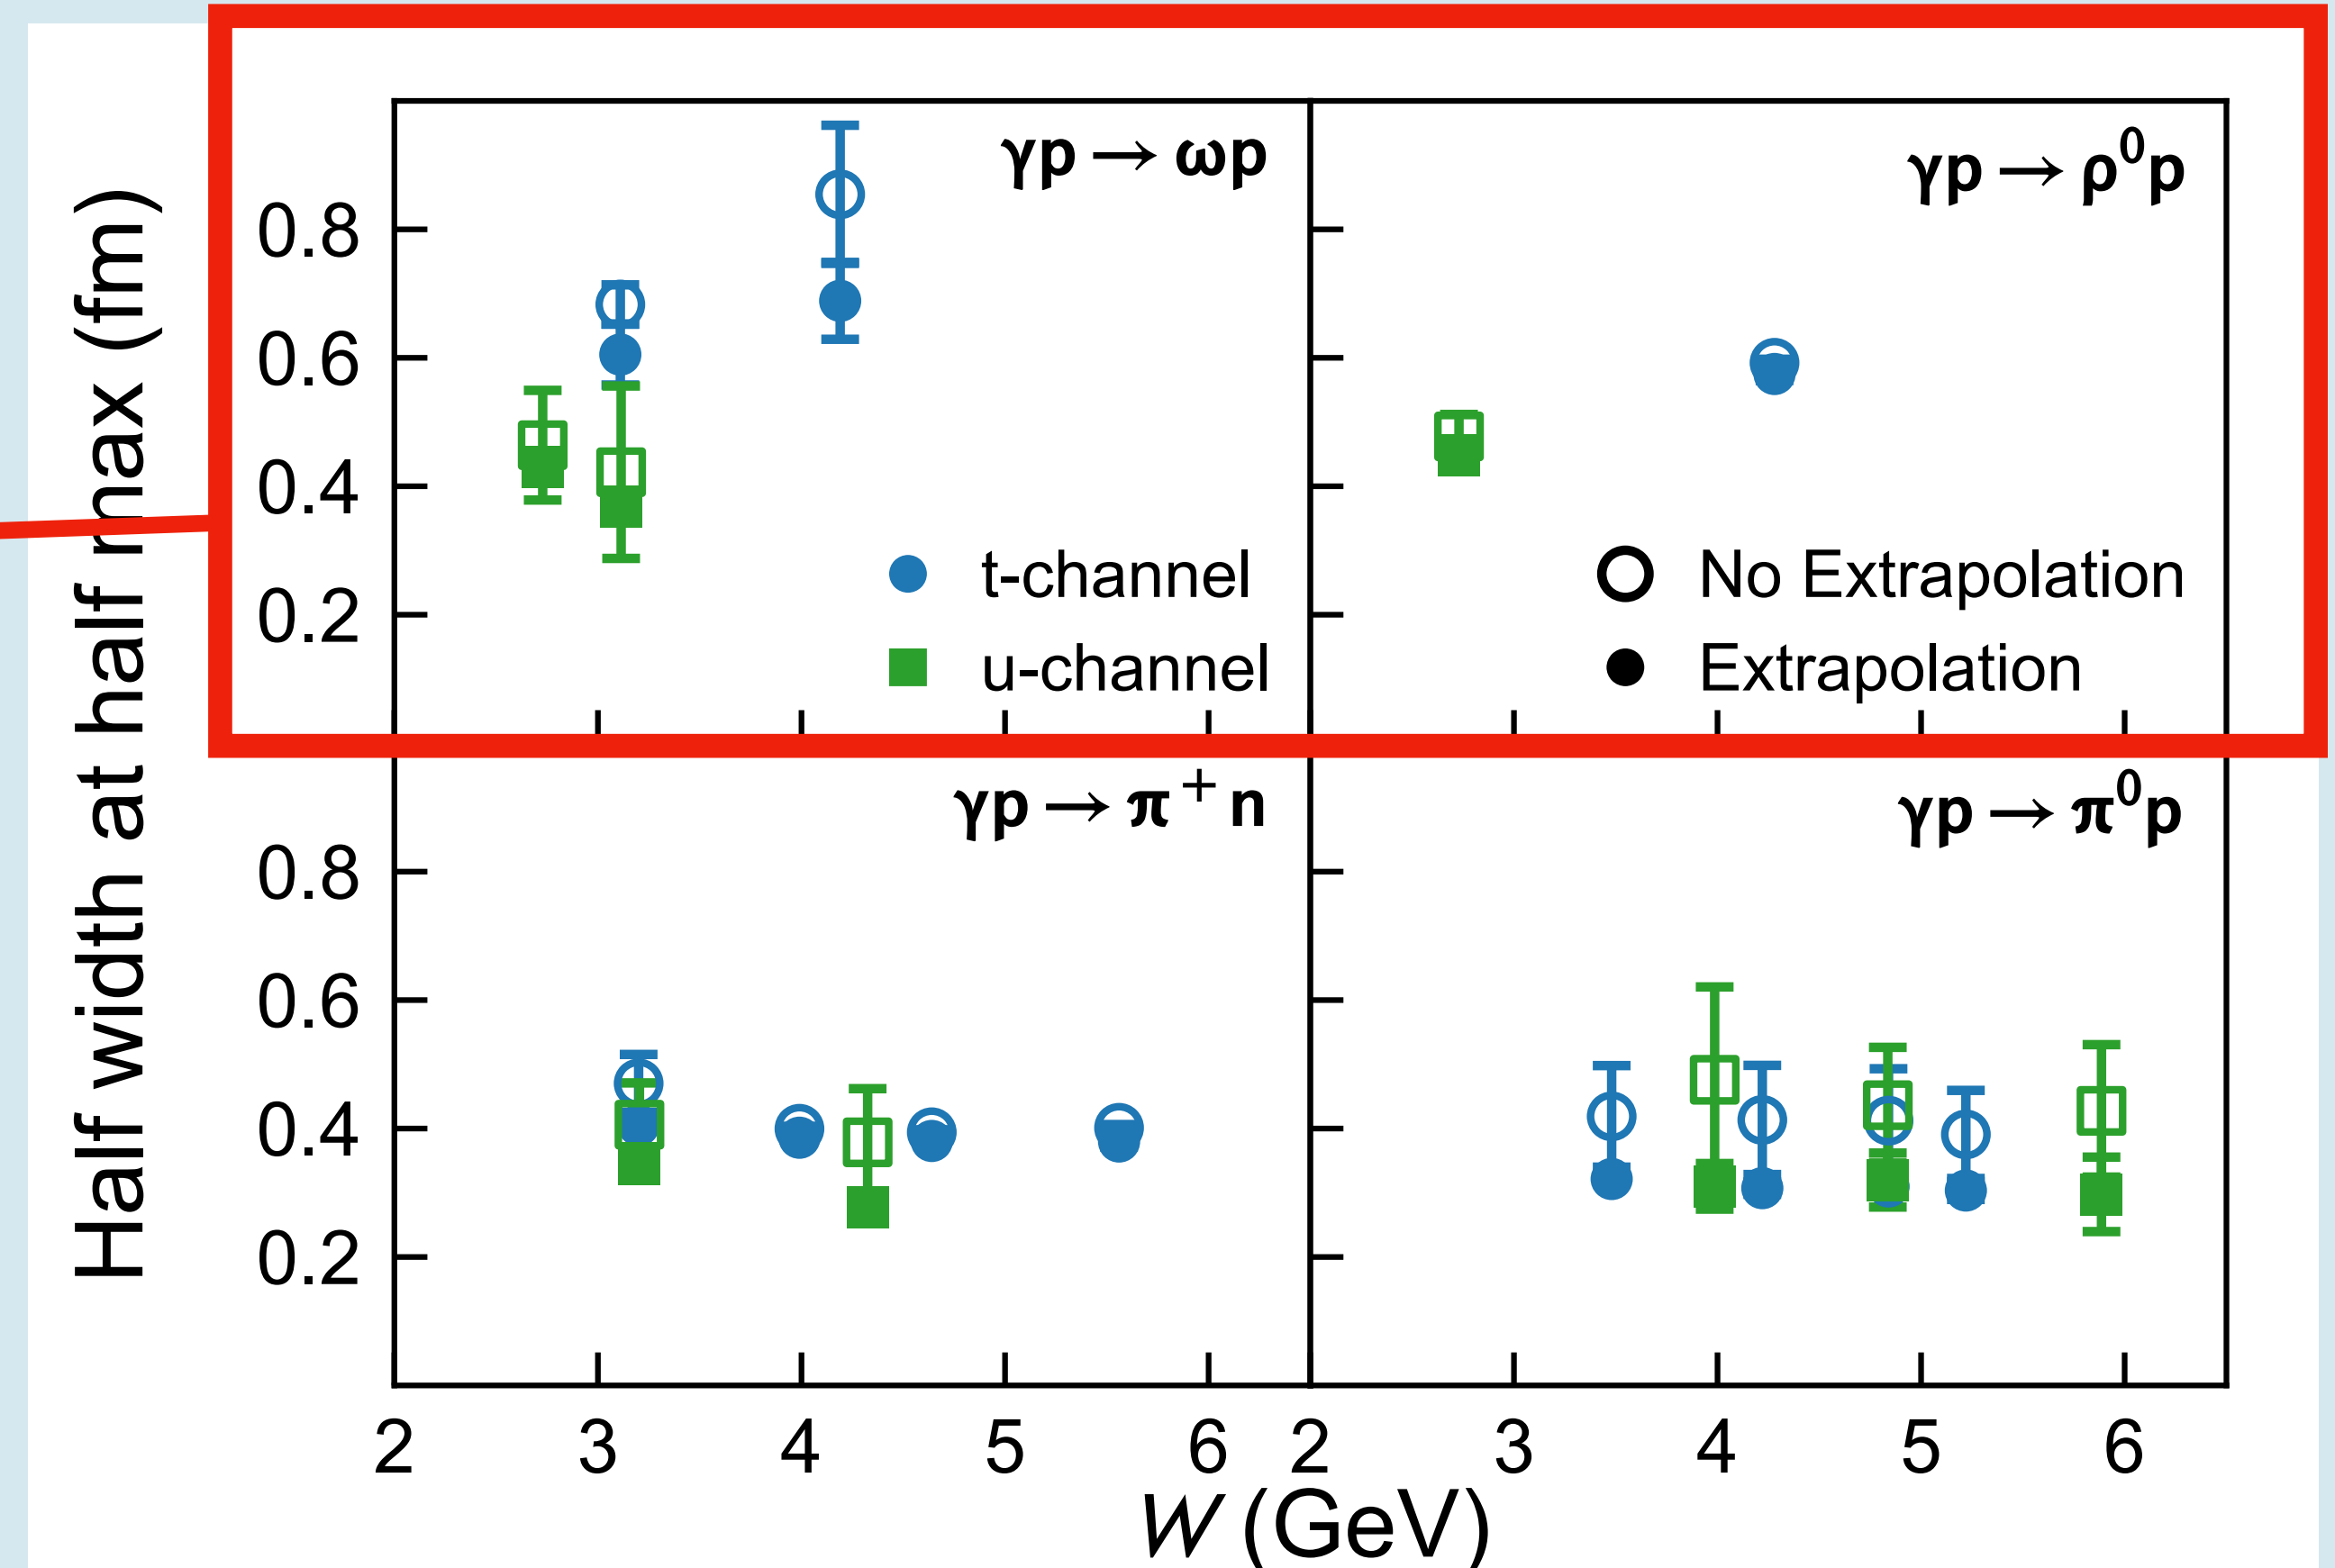 Half width at half max (fm)
γp → ωp
γp → ρ⁰p
0.8
0.6
0.4
0.2
t-channel
u-channel
No Extrapolation
Extrapolation
γp → π⁺n
γp → π⁰p
0.8
0.6
0.4
0.2
2 3 4 5 6 2 3 4 5 6
W (GeV)